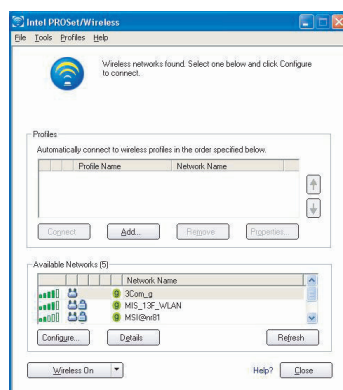 Intel PROSet/Wireless
File Tools Profiles Help
Wireless networks found. Select one below and click Configure
to connect.
Profiles
Automatically connect to wireless profiles in the order specified below.
Profile Name Network Name
Connect Add... Remove Properties...
Available Networks (5)
Network Name
g 3Com_g
g MIS_13F_WLAN
g MSI@nr81
Configure... Details Refresh
Wireless On Help? Close